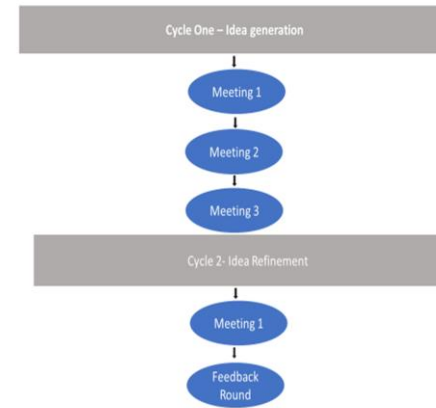 Cycle One – Idea generation
Meeting 1
Meeting 2
Meeting 3
Cycle 2- Idea Refinement
Meeting 1
Feedback
Round